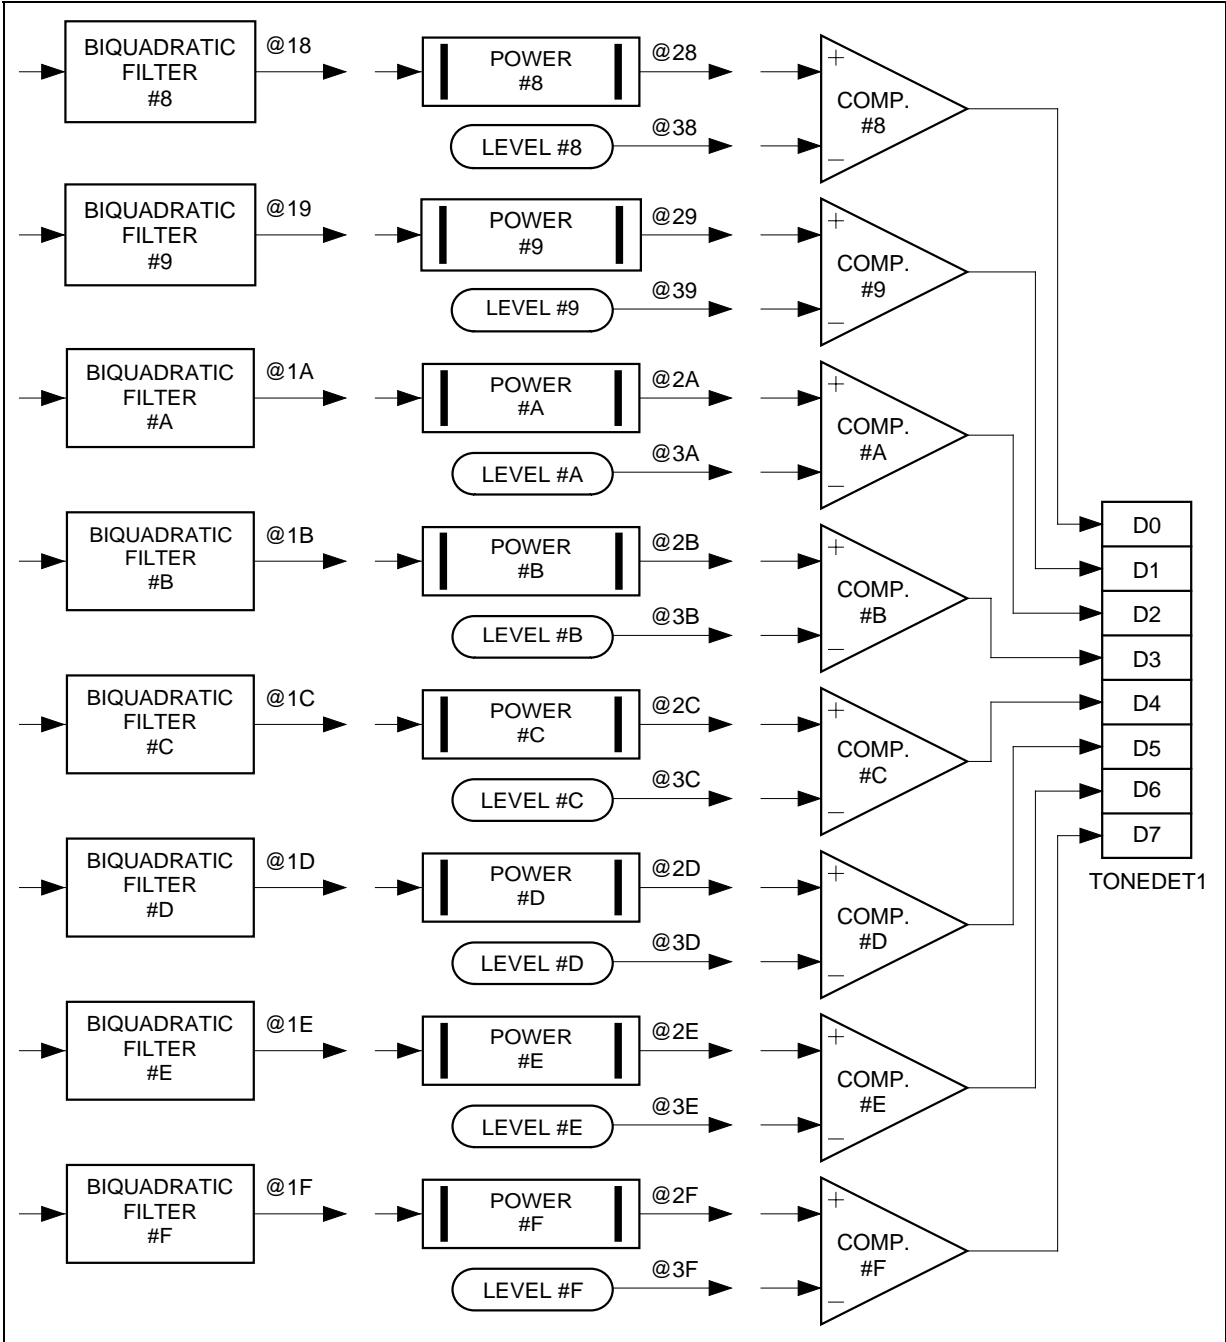 BIQUADRATIC
FILTER
#8
@18
POWER
#8
@28
LEVEL #8
@38
+
−
COMP.
#8
BIQUADRATIC
FILTER
#9
@19
POWER
#9
@29
LEVEL #9
@39
+
−
COMP.
#9
BIQUADRATIC
FILTER
#A
@1A
POWER
#A
@2A
LEVEL #A
@3A
+
−
COMP.
#A
BIQUADRATIC
FILTER
#B
@1B
POWER
#B
@2B
LEVEL #B
@3B
+
−
COMP.
#B
BIQUADRATIC
FILTER
#C
@1C
POWER
#C
@2C
LEVEL #C
@3C
+
−
COMP.
#C
BIQUADRATIC
FILTER
#D
@1D
POWER
#D
@2D
LEVEL #D
@3D
+
−
COMP.
#D
BIQUADRATIC
FILTER
#E
@1E
POWER
#E
@2E
LEVEL #E
@3E
+
−
COMP.
#E
BIQUADRATIC
FILTER
#F
@1F
POWER
#F
@2F
LEVEL #F
@3F
+
−
COMP.
#F
D0
D1
D2
D3
D4
D5
D6
D7
TONEDET1